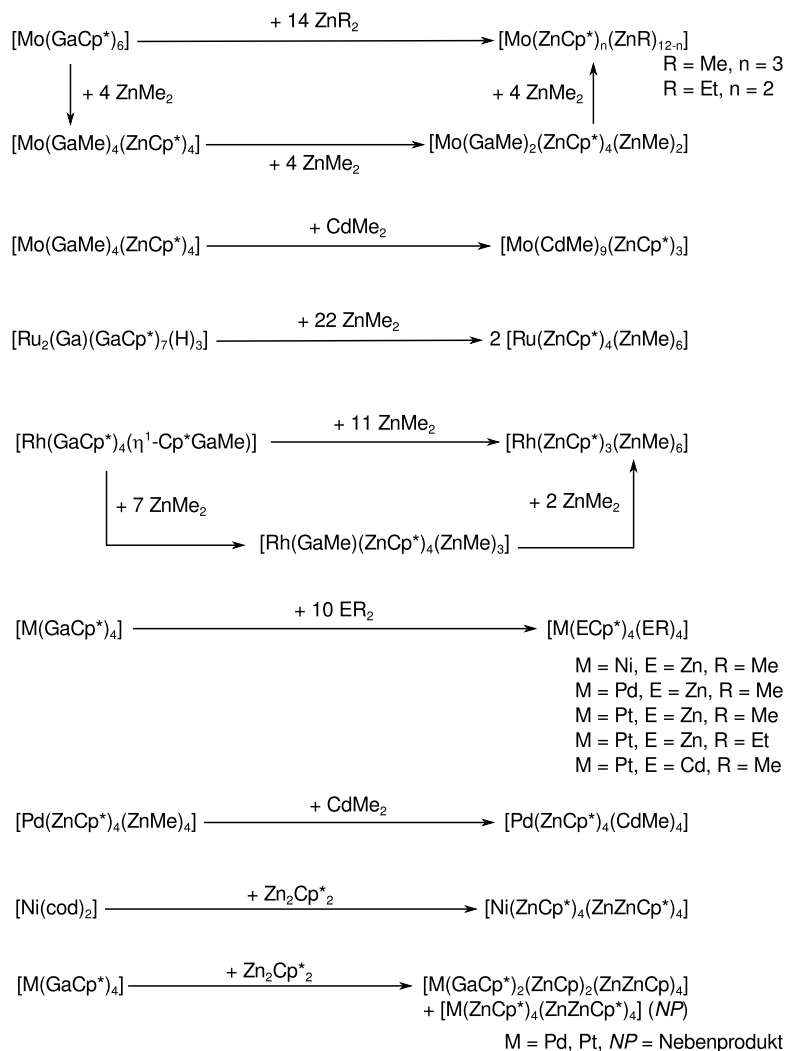 + 14 ZnR₂
[Mo(GaCp*)₆] [Mo(ZnCp*)ₙ(ZnR)₁₂₋ₙ]
R = Me, n = 3
R = Et, n = 2
+ 4 ZnMe₂ + 4 ZnMe₂
[Mo(GaMe)₄(ZnCp*)₄] [Mo(GaMe)₂(ZnCp*)₄(ZnMe)₂]
+ 4 ZnMe₂
+ CdMe₂
[Mo(GaMe)₄(ZnCp*)₄] [Mo(CdMe)₉(ZnCp*)₃]
+ 22 ZnMe₂
[Ru₂(Ga)(GaCp*)₇(H)₃] 2 [Ru(ZnCp*)₄(ZnMe)₆]
+ 11 ZnMe₂
[Rh(GaCp*)₄(η¹-Cp*GaMe)] [Rh(ZnCp*)₃(ZnMe)₆]
+ 7 ZnMe₂ + 2 ZnMe₂
[Rh(GaMe)(ZnCp*)₄(ZnMe)₃]
+ 10 ER₂
[M(GaCp*)₄] [M(ECp*)₄(ER)₄]
M = Ni, E = Zn, R = Me
M = Pd, E = Zn, R = Me
M = Pt, E = Zn, R = Me
M = Pt, E = Zn, R = Et
M = Pt, E = Cd, R = Me
+ CdMe₂
[Pd(ZnCp*)₄(ZnMe)₄] [Pd(ZnCp*)₄(CdMe)₄]
+ Zn₂Cp*₂
[Ni(cod)₂] [Ni(ZnCp*)₄(ZnZnCp*)₄]
+ Zn₂Cp*₂
[M(GaCp*)₄] [M(GaCp*)₂(ZnCp)₂(ZnZnCp)₄]
+ [M(ZnCp*)₄(ZnZnCp*)₄] (NP)
M = Pd, Pt, NP = Nebenprodukt